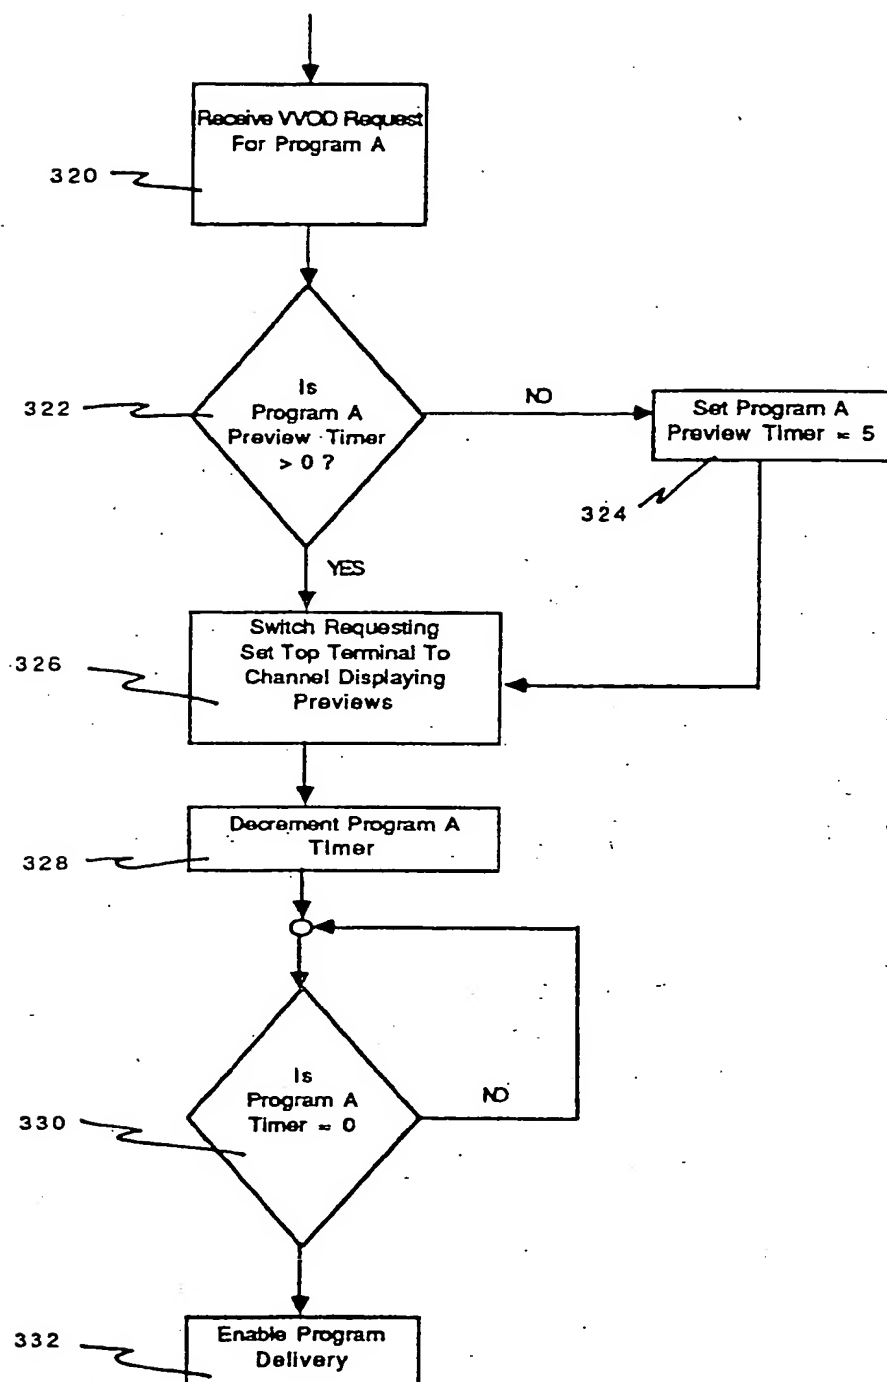 Receive VVOD Request
For Program A
320
Is
Program A
Preview Timer
> 0 ?
322
NO
Set Program A
Preview Timer = 5
324
YES
Switch Requesting
Set Top Terminal To
Channel Displaying
Previews
326
Decrement Program A
Timer
328
Is
Program A
Timer = 0
330
NO
Enable Program
Delivery
332